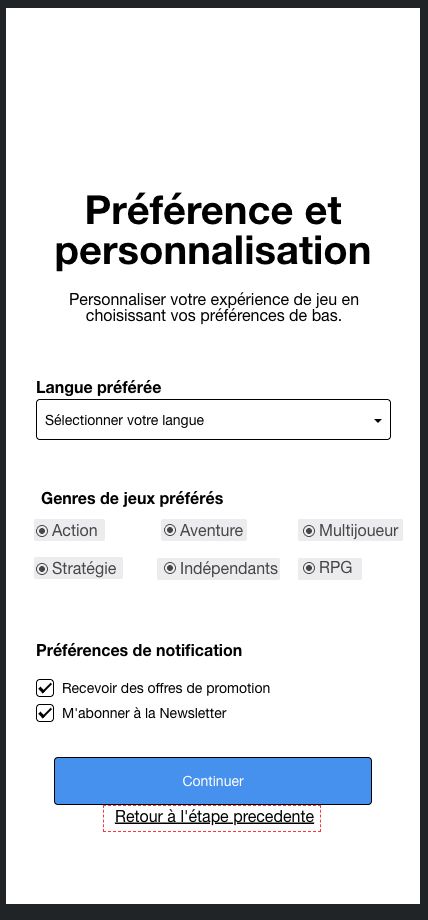 Préférence et
personnalisation
Personnaliser votre expérience de jeu en
choisissant vos préférences de bas.
Langue préférée
Sélectionner votre langue
Genres de jeux préférés
Action Aventure Multijoueur
Stratégie Indépendants RPG
Préférences de notification
Recevoir des offres de promotion
M'abonner à la Newsletter
Continuer
Retour à l'étape precedente